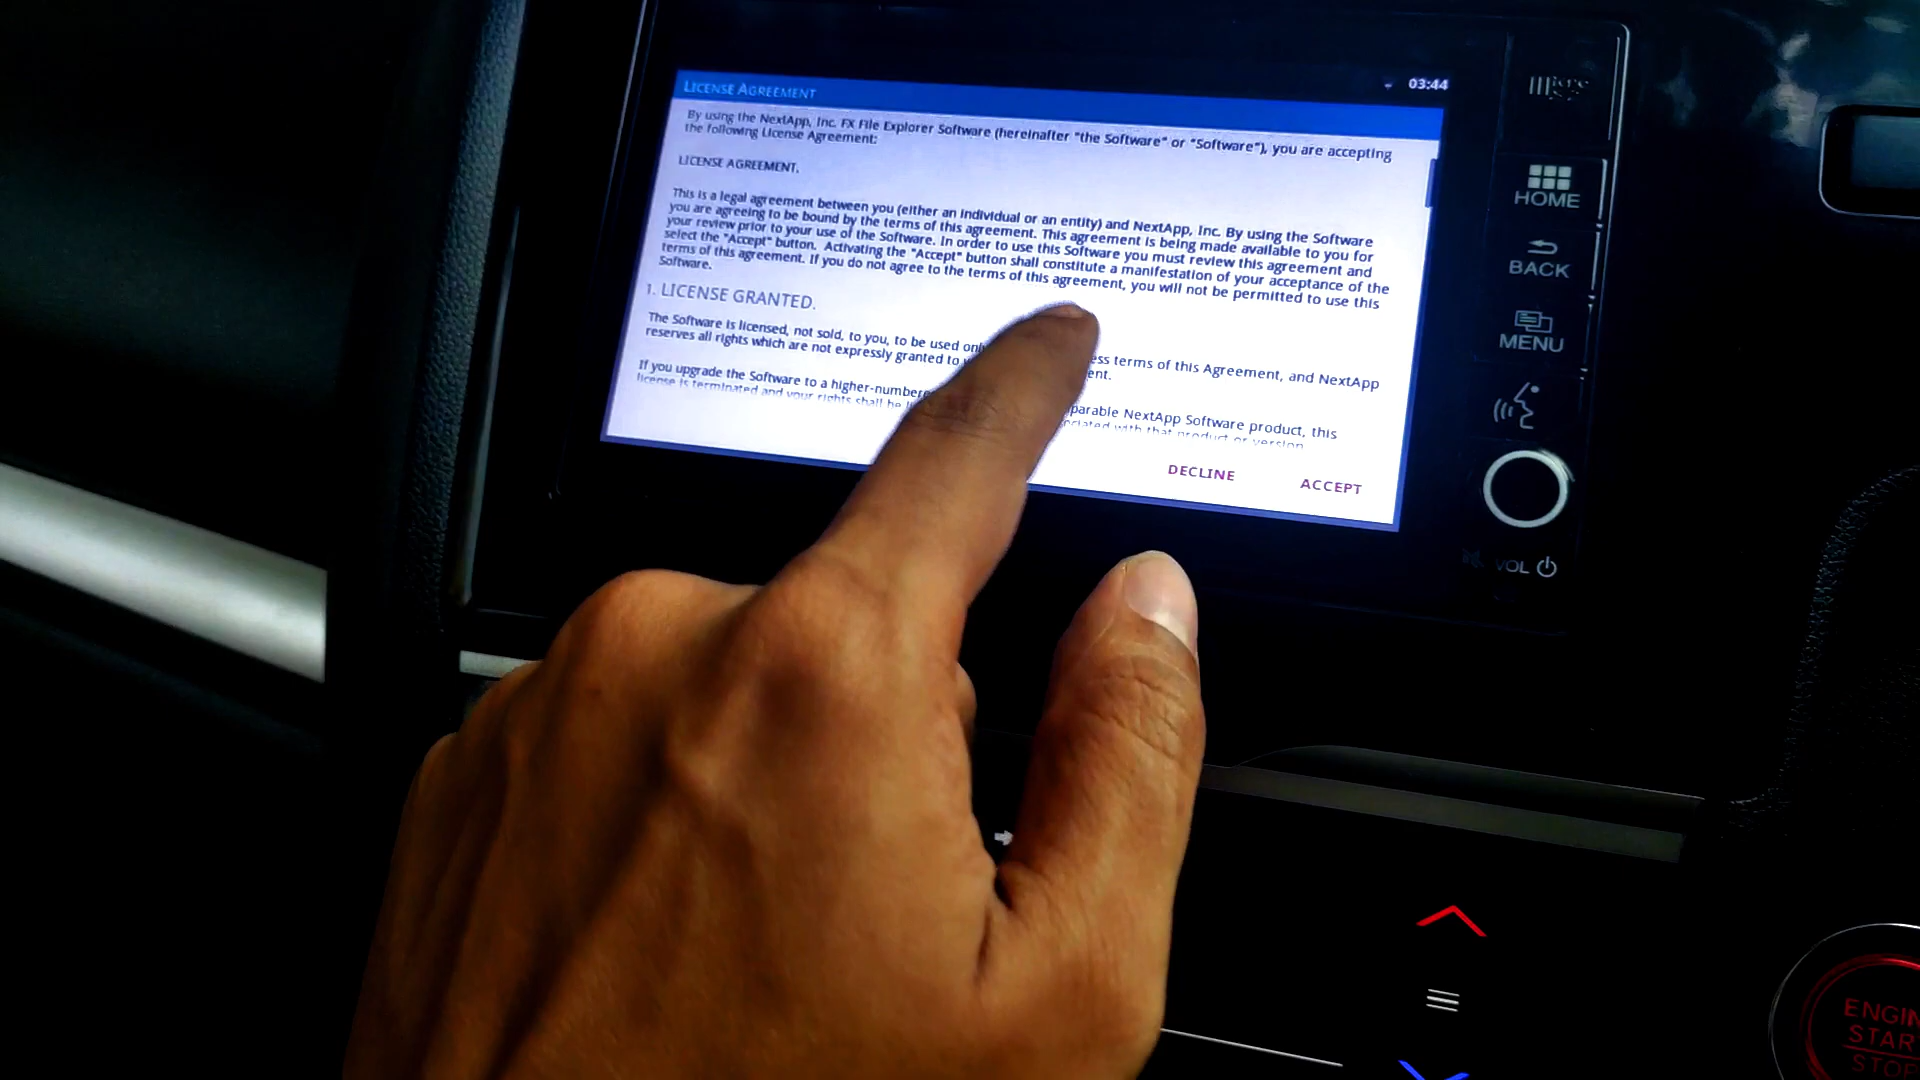 03:44
LICENSE AGREEMENT
By using the NextApp, Inc. FX File Explorer Software (hereinafter "the Software" or "Software"), you are accepting
the following License Agreement:
LICENSE AGREEMENT.
This is a legal agreement between you (either an individual or an entity) and NextApp, Inc. By using the Software
you are agreeing to be bound by the terms of this agreement. This agreement is being made available to you for
your review prior to your use of the Software. In order to use this Software you must review this agreement and
select the "Accept" button. Activating the "Accept" button shall constitute a manifestation of your acceptance of the
terms of this agreement. If you do not agree to the terms of this agreement, you will not be permitted to use this
Software.
1. LICENSE GRANTED.
The Software is licensed, not sold, to you, to be used terms of this Agreement, and NextApp
reserves all rights which are not expressly granted to
If you upgrade the Software to a NextApp Software product, this
license is terminated and your rights shall be with that product or version
DECLINE
ACCEPT
HOME
BACK
MENU
VOL
ENGIN
STAR
STOP